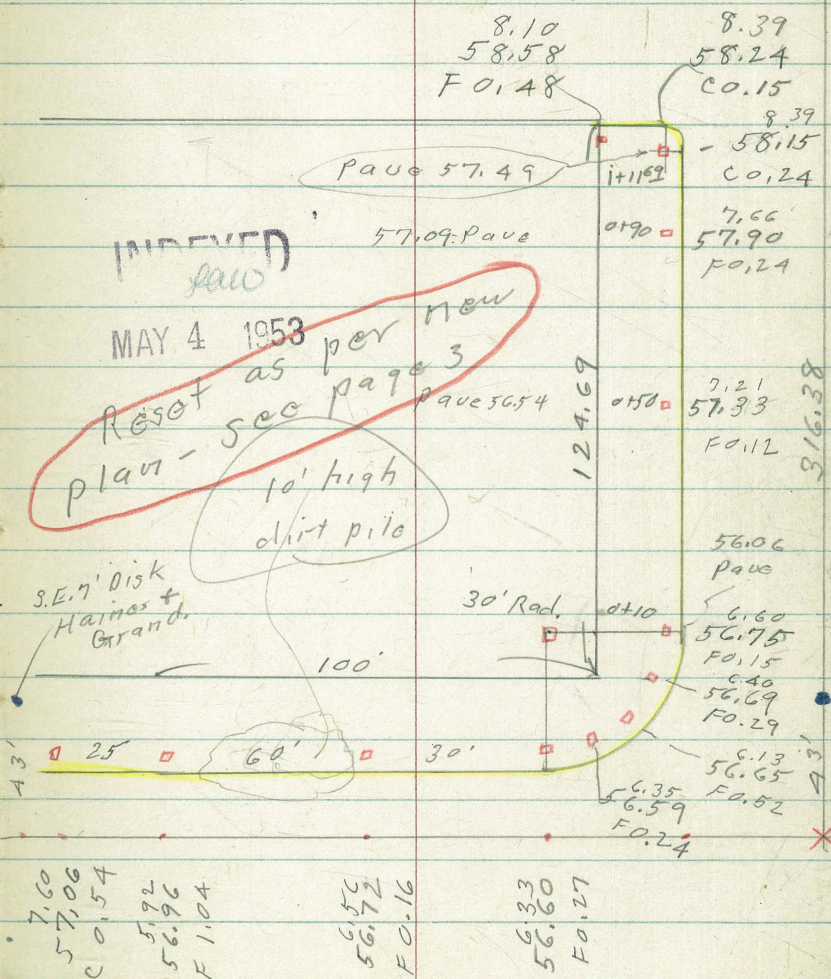 8.10
58.58
F 0.48
8.39
58.24
C 0.15
8.39
58.15
C 0.24
Pave 57.49
1+11.69
7.66
57.90
F 0.24
57.09 Pave
0+90
INDEXED
MAY 4 1953
Reset as per new
plan - see page 3
Pave 56.54
0+50
7.21
57.33
F 0.12
124.69
316.38
10' high
dirt pile
56.06
Pave
S.E. 7' Disk
Haines +
Grand.
30' Rad.
0+10
6.60
56.75
F 0.15
100'
6.40
56.69
F 0.29
6.13
56.65
F 0.52
6.35
56.59
F 0.24
43'
25
60'
30'
43'
7.60
57.06
C 0.54
5.92
56.96
F 1.04
6.56
56.72
F 0.16
6.33
56.60
F 0.27